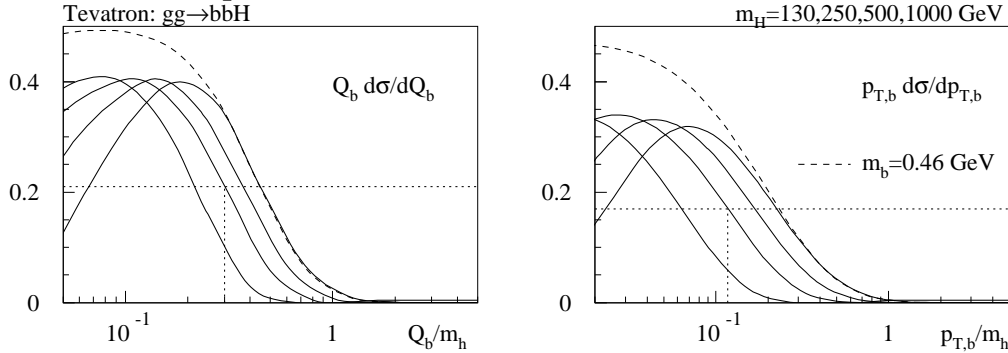 Tevatron: gg→bbH
m_H=130,250,500,1000 GeV
0.4
Q_b dσ/dQ_b
0.2
0
10^-1
1
Q_b/m_h
0.4
p_T,b dσ/dp_T,b
m_b=0.46 GeV
0.2
0
10^-1
1
p_T,b/m_h